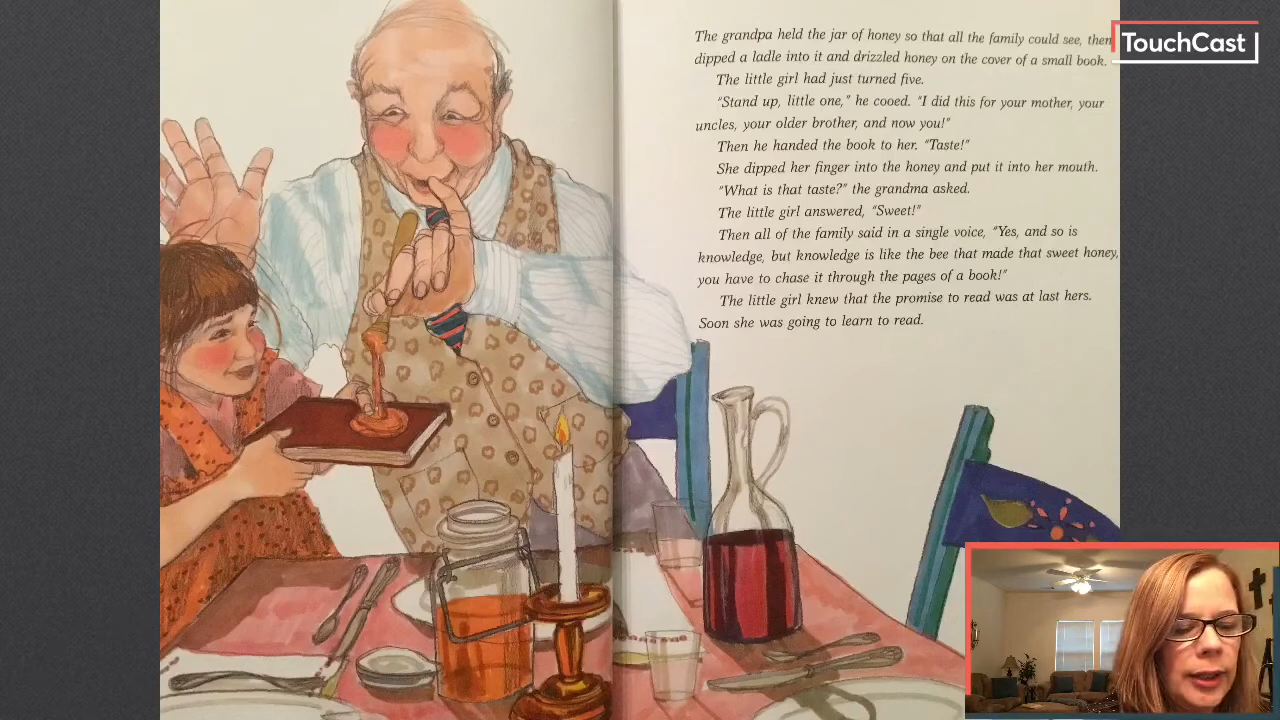 The grandpa held the jar of honey so that all the family could see, then
dipped a ladle into it and drizzled honey on the cover of a small book.
The little girl had just turned five.
"Stand up, little one," he cooed. "I did this for your mother, your
uncles, your older brother, and now you!"
Then he handed the book to her. "Taste!"
She dipped her finger into the honey and put it into her mouth.
"What is that taste?" the grandma asked.
The little girl answered, "Sweet!"
Then all of the family said in a single voice, "Yes, and so is
knowledge, but knowledge is like the bee that made that sweet honey,
you have to chase it through the pages of a book!"
The little girl knew that the promise to read was at last hers.
Soon she was going to learn to read.
TouchCast